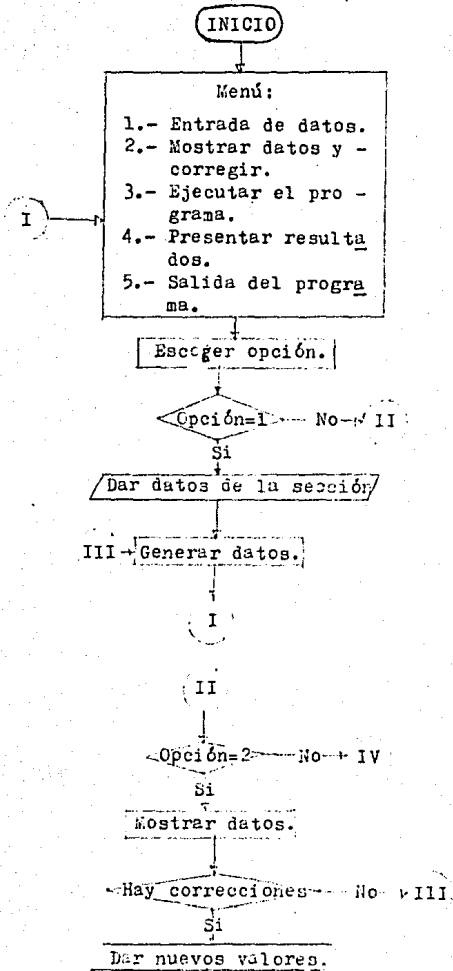 INICIO
Menú:
1.- Entrada de datos.
2.- Mostrar datos y -
corregir.
3.- Ejecutar el pro -
grama.
4.- Presentar resulta
dos.
5.- Salida del progra
ma.
I
Escoger opción.
Opción=1 No II
Si
Dar datos de la sección
III Generar datos.
I
II
Opción=2 No IV
Si
Mostrar datos.
Hay correcciones No III
Si
Dar nuevos valores.